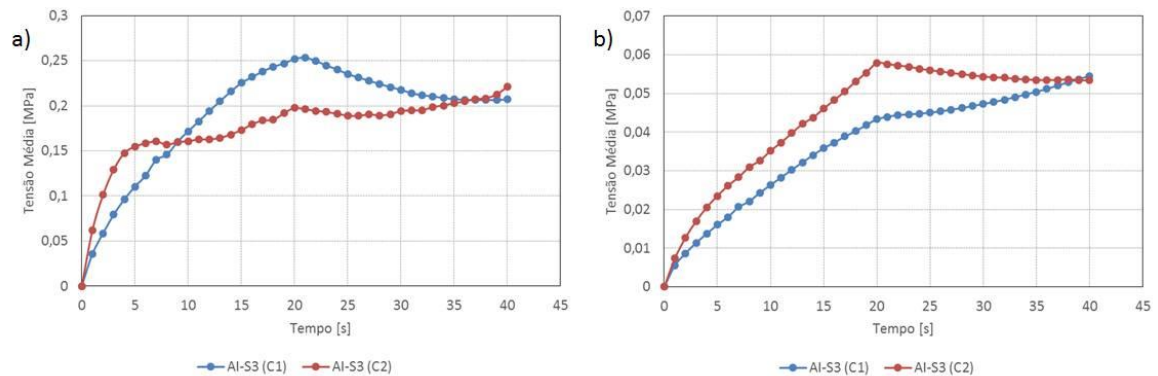 a)
Tensão Média [MPa]
0,3
0,25
0,2
0,15
0,1
0,05
0
0 5 10 15 20 25 30 35 40 45
Tempo [s]
AI-S3 (C1) AI-S3 (C2)
b)
Tensão Média [MPa]
0,07
0,06
0,05
0,04
0,03
0,02
0,01
0
0 5 10 15 20 25 30 35 40 45
Tempo [s]
AI-S3 (C1) AI-S3 (C2)